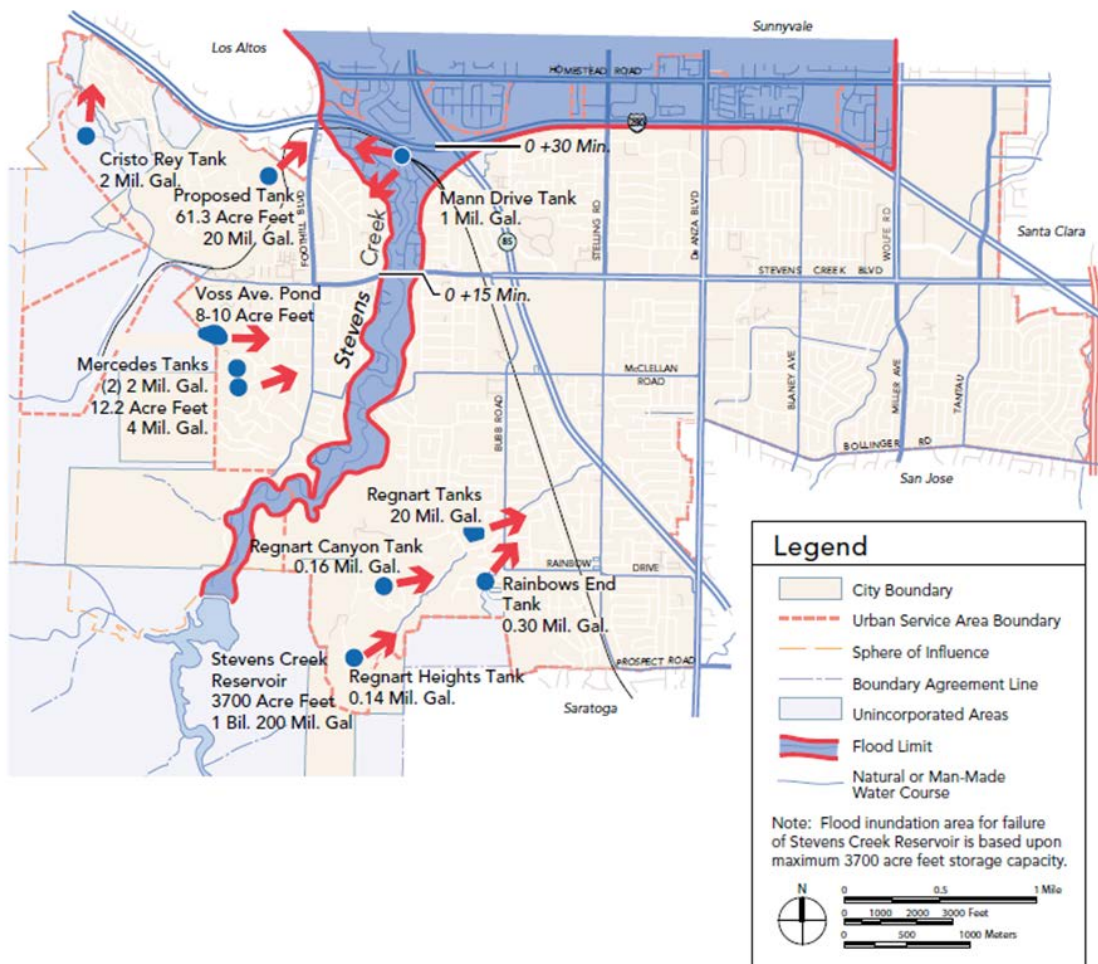 Los Altos
Sunnyvale
HOMESTEAD ROAD
280
0 +30 Min.
Cristo Rey Tank
2 Mil. Gal.
Proposed Tank
61.3 Acre Feet
20 Mil. Gal.
FOOTHILL BLVD
Mann Drive Tank
1 Mil. Gal.
85
STELLING RD
De ANZA BLVD
WOLFE RD
Santa Clara
STEVENS CREEK BLVD
0 +15 Min.
Stevens Creek
Voss Ave. Pond
8-10 Acre Feet
Mercedes Tanks
(2) 2 Mil. Gal.
12.2 Acre Feet
4 Mil. Gal.
McCLELLAN
ROAD
BUBB ROAD
BLANEY AVE
MILLER AVE
TANTAU
BOLLINGER RD
San Jose
Regnart Tanks
20 Mil. Gal.
Regnart Canyon Tank
0.16 Mil. Gal.
RAINBOW DRIVE
Rainbows End
Tank
0.30 Mil. Gal.
Stevens Creek
Reservoir
3700 Acre Feet
1 Bil. 200 Mil. Gal
Regnart Heights Tank
0.14 Mil. Gal.
PROSPECT ROAD
Saratoga
Legend
City Boundary
Urban Service Area Boundary
Sphere of Influence
Boundary Agreement Line
Unincorporated Areas
Flood Limit
Natural or Man-Made
Water Course
Note: Flood inundation area for failure
of Stevens Creek Reservoir is based upon
maximum 3700 acre feet storage capacity.
N
0 0.5 1 Mile
0 1000 2000 3000 Feet
0 500 1000 Meters